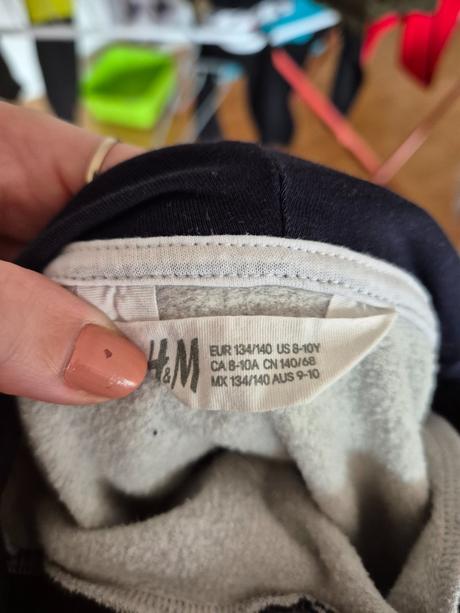 H&M
EUR 134/140 US 8-10Y
CA 8-10A CN 140/68
MX 134/140 AUS 9-10